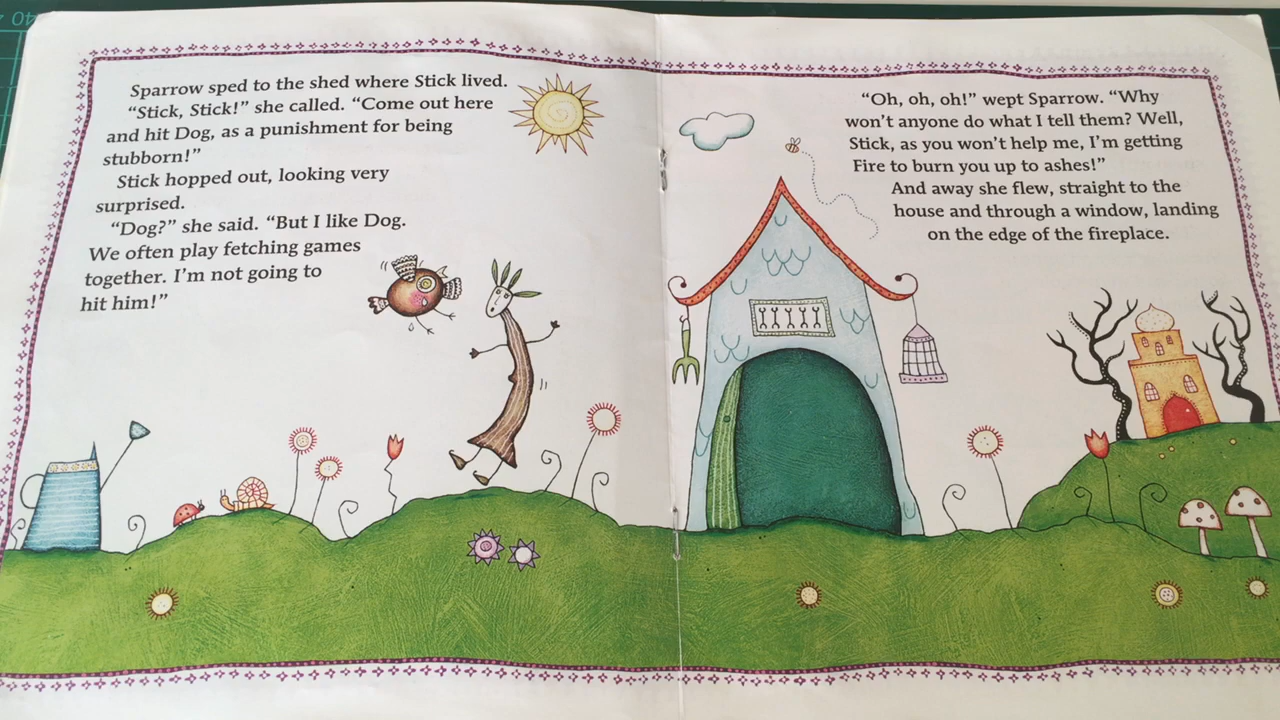 Sparrow sped to the shed where Stick lived.
“Stick, Stick!” she called. “Come out here
and hit Dog, as a punishment for being
stubborn!”
Stick hopped out, looking very
surprised.
“Dog?” she said. “But I like Dog.
We often play fetching games
together. I’m not going to
hit him!”
“Oh, oh, oh!” wept Sparrow. “Why
won’t anyone do what I tell them? Well,
Stick, as you won’t help me, I’m getting
Fire to burn you up to ashes!”
And away she flew, straight to the
house and through a window, landing
on the edge of the fireplace.